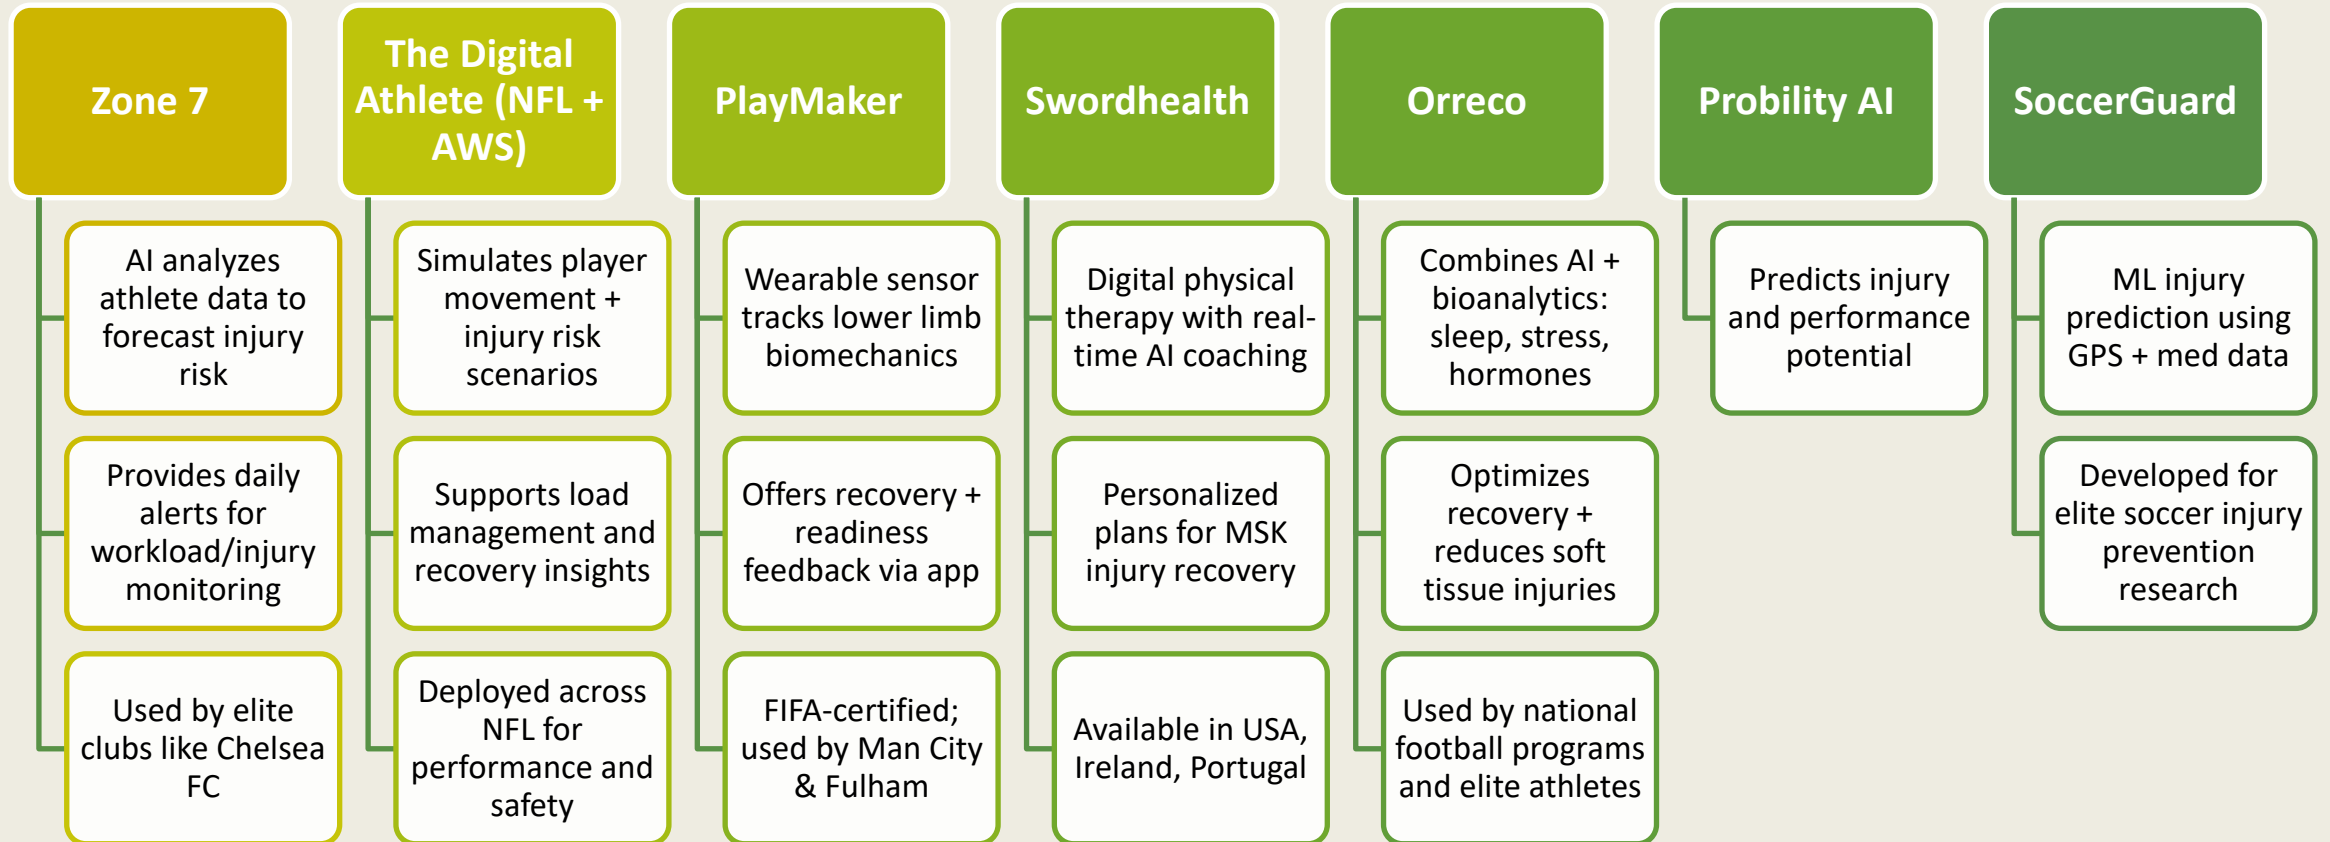 Zone 7
AI analyzes
athlete data to
forecast injury
risk
Provides daily
alerts for
workload/injury
monitoring
Used by elite
clubs like Chelsea
FC
The Digital
Athlete (NFL +
AWS)
Simulates player
movement +
injury risk
scenarios
Supports load
management and
recovery insights
Deployed across
NFL for
performance and
safety
PlayMaker
Wearable sensor
tracks lower limb
biomechanics
Offers recovery +
readiness
feedback via app
FIFA-certified;
used by Man City
& Fulham
Swordhealth
Digital physical
therapy with real-
time AI coaching
Personalized
plans for MSK
injury recovery
Available in USA,
Ireland, Portugal
Orreco
Combines AI +
bioanalytics:
sleep, stress,
hormones
Optimizes
recovery +
reduces soft
tissue injuries
Used by national
football programs
and elite athletes
Probility AI
Predicts injury
and performance
potential
SoccerGuard
ML injury
prediction using
GPS + med data
Developed for
elite soccer injury
prevention
research